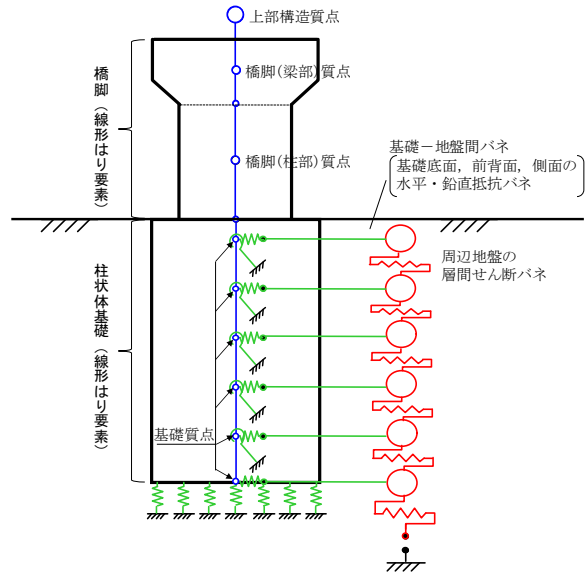 上部構造質点
橋脚(梁部)質点
橋脚（線形はり要素）
橋脚(柱部)質点
基礎－地盤間バネ
基礎底面，前背面，側面の
水平・鉛直抵抗バネ
周辺地盤の
層間せん断バネ
柱状体基礎（線形はり要素）
基礎質点